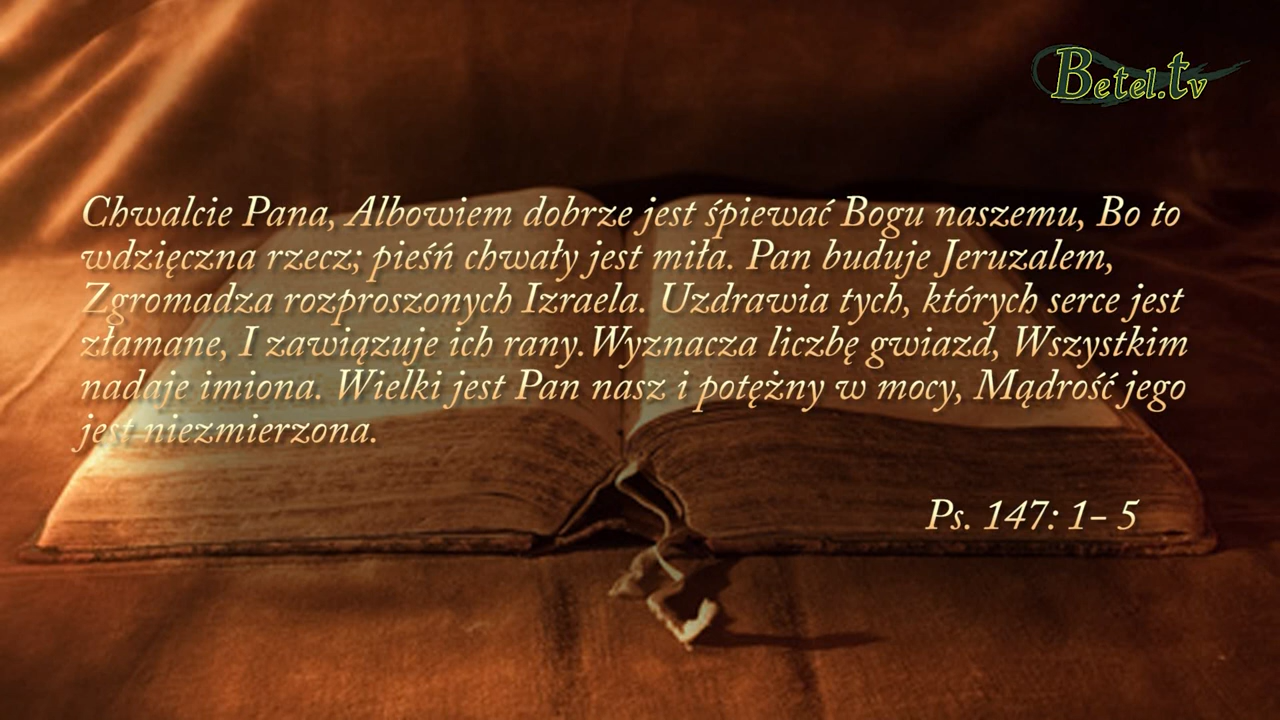 Betel.tv
Chwalcie Pana, Albowiem dobrze jest śpiewać Bogu naszemu, Bo to
wdzięczna rzecz; pieśń chwały jest miła. Pan buduje Jeruzalem,
Zgromadza rozproszonych Izraela. Uzdrawia tych, których serce jest
złamane, I zawiązuje ich rany.Wyznacza liczbę gwiazd, Wszystkim
nadaje imiona. Wielki jest Pan nasz i potężny w mocy, Mądrość jego
jest niezmierzona.
Ps. 147: 1- 5